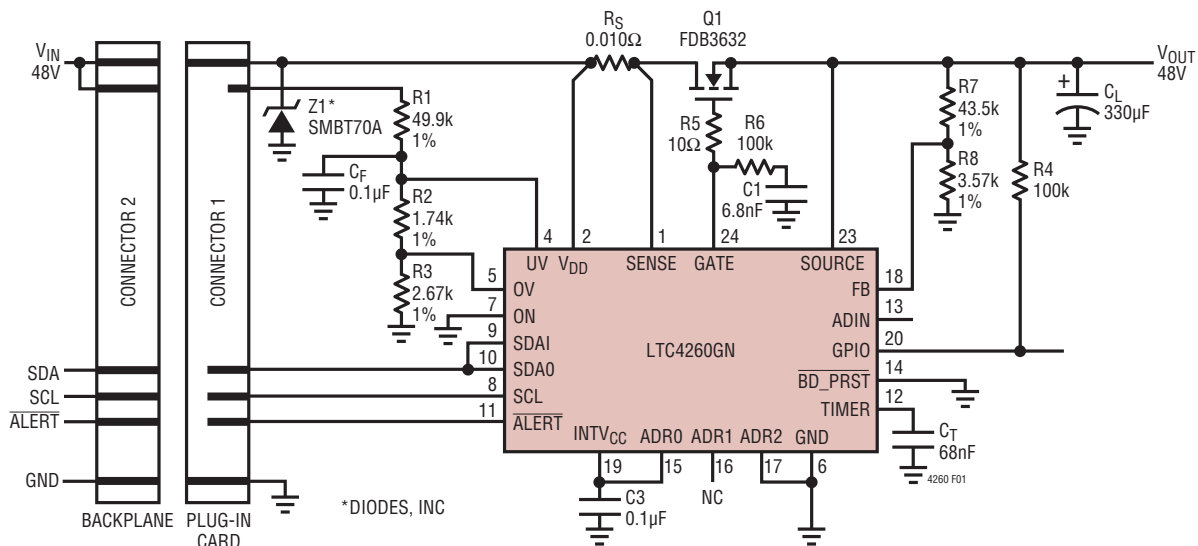 V_IN
48V
CONNECTOR 2
CONNECTOR 1
SDA
SCL
ALERT
GND
BACKPLANE
PLUG-IN
CARD
Z1*
SMBT70A
*DIODES, INC
R1
49.9k
1%
C_F
0.1µF
R2
1.74k
1%
R3
2.67k
1%
R_S
0.010Ω
Q1
FDB3632
R5
10Ω
R6
100k
C1
6.8nF
V_OUT
48V
R7
43.5k
1%
R8
3.57k
1%
R4
100k
+
C_L
330µF
4
2
1
24
23
UV
V_DD
SENSE
GATE
SOURCE
5
OV
7
ON
9
SDAI
10
SDA0
8
SCL
11
ALERT
LTC4260GN
18
FB
13
ADIN
20
GPIO
14
BD_PRST
12
TIMER
INTV_CC
ADR0
ADR1
ADR2
GND
19
15
16
17
6
C3
0.1µF
NC
C_T
68nF
4260 F01